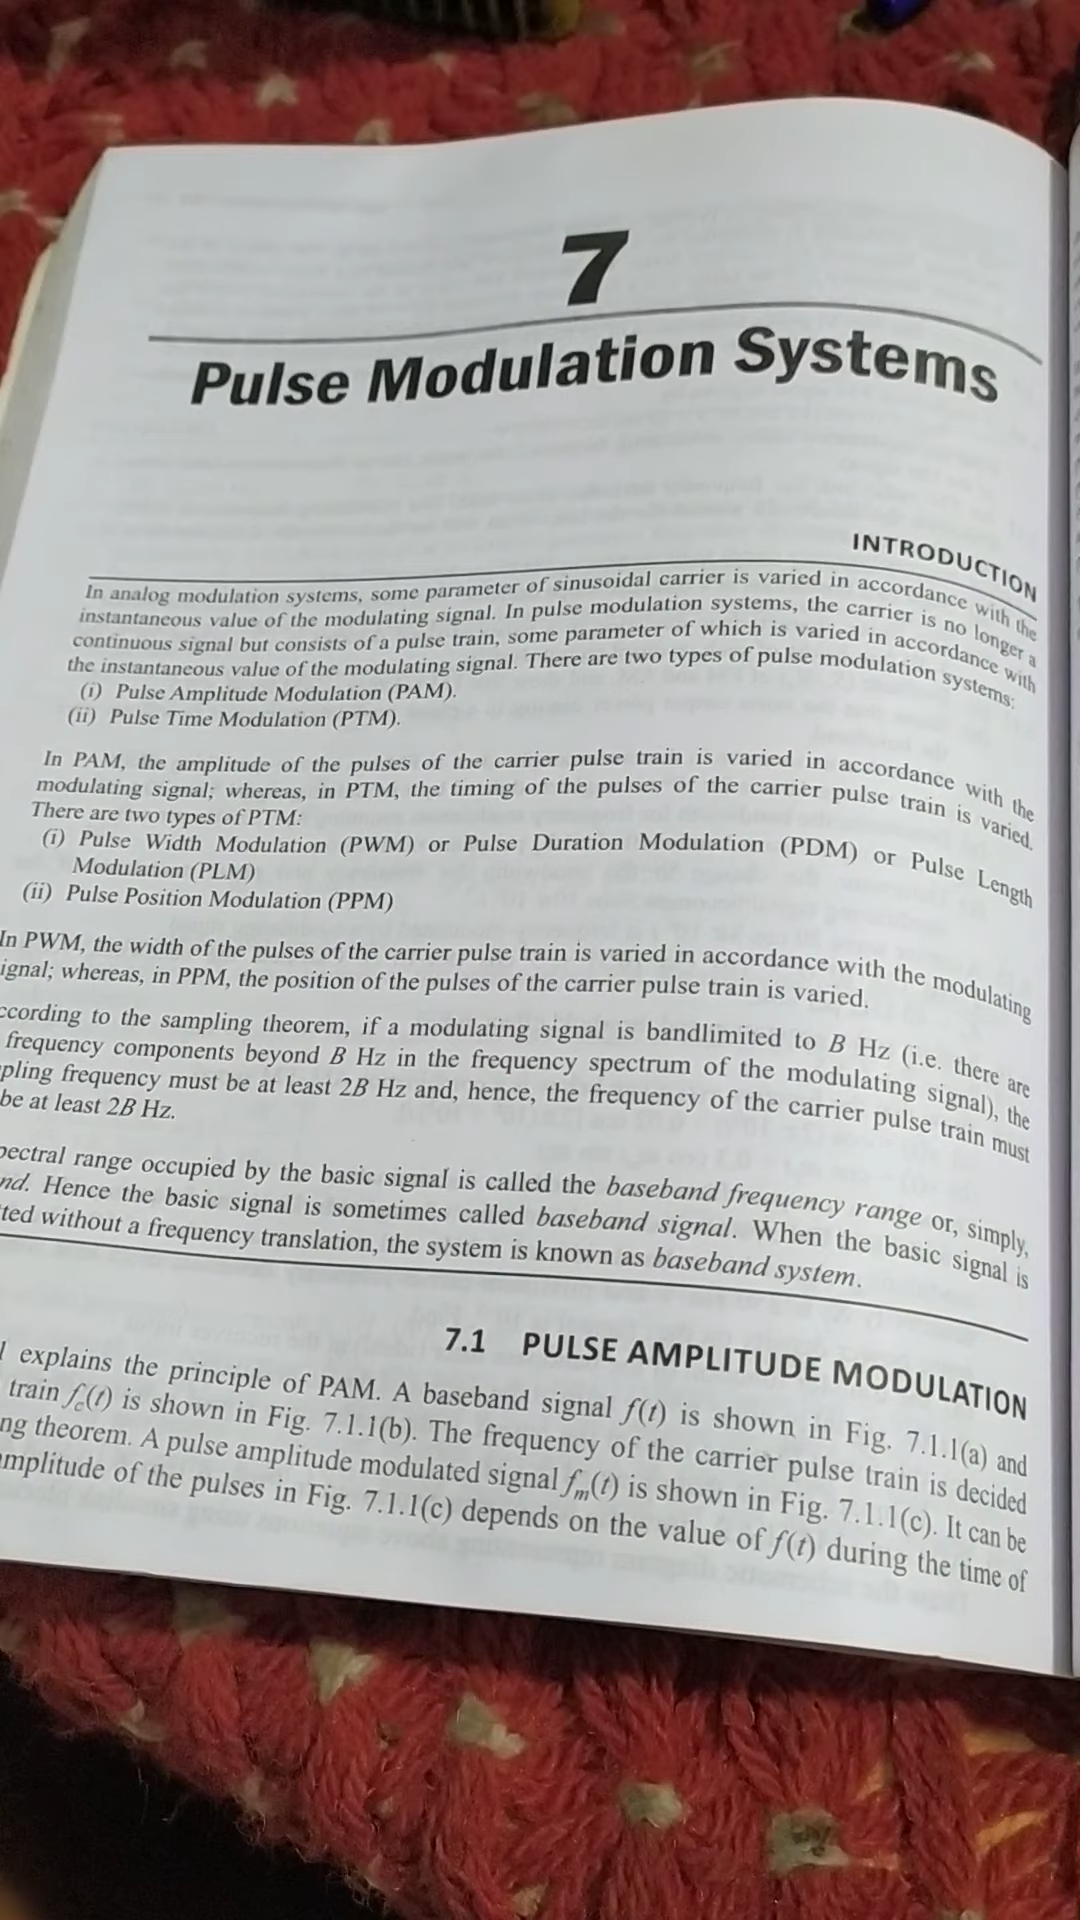 7
Pulse Modulation Systems
INTRODUCTION
In analog modulation systems, some parameter of sinusoidal carrier is varied in accordance with the
instantaneous value of the modulating signal. In pulse modulation systems, the carrier is no longer a
continuous signal but consists of a pulse train, some parameter of which is varied in accordance with
the instantaneous value of the modulating signal. There are two types of pulse modulation systems:
(i) Pulse Amplitude Modulation (PAM).
(ii) Pulse Time Modulation (PTM).
In PAM, the amplitude of the pulses of the carrier pulse train is varied in accordance with the
modulating signal; whereas, in PTM, the timing of the pulses of the carrier pulse train is varied.
There are two types of PTM:
(i) Pulse Width Modulation (PWM) or Pulse Duration Modulation (PDM) or Pulse Length
Modulation (PLM)
(ii) Pulse Position Modulation (PPM)
In PWM, the width of the pulses of the carrier pulse train is varied in accordance with the modulating
ignal; whereas, in PPM, the position of the pulses of the carrier pulse train is varied.
ccording to the sampling theorem, if a modulating signal is bandlimited to B Hz (i.e. there are
frequency components beyond B Hz in the frequency spectrum of the modulating signal), the
pling frequency must be at least 2B Hz and, hence, the frequency of the carrier pulse train must
be at least 2B Hz.
pectral range occupied by the basic signal is called the baseband frequency range or, simply,
nd. Hence the basic signal is sometimes called baseband signal. When the basic signal is
ted without a frequency translation, the system is known as baseband system.
7.1 PULSE AMPLITUDE MODULATION
explains the principle of PAM. A baseband signal f(t) is shown in Fig. 7.1.1(a) and
train fc(t) is shown in Fig. 7.1.1(b). The frequency of the carrier pulse train is decided
ng theorem. A pulse amplitude modulated signal fm(t) is shown in Fig. 7.1.1(c). It can be
mplitude of the pulses in Fig. 7.1.1(c) depends on the value of f(t) during the time of